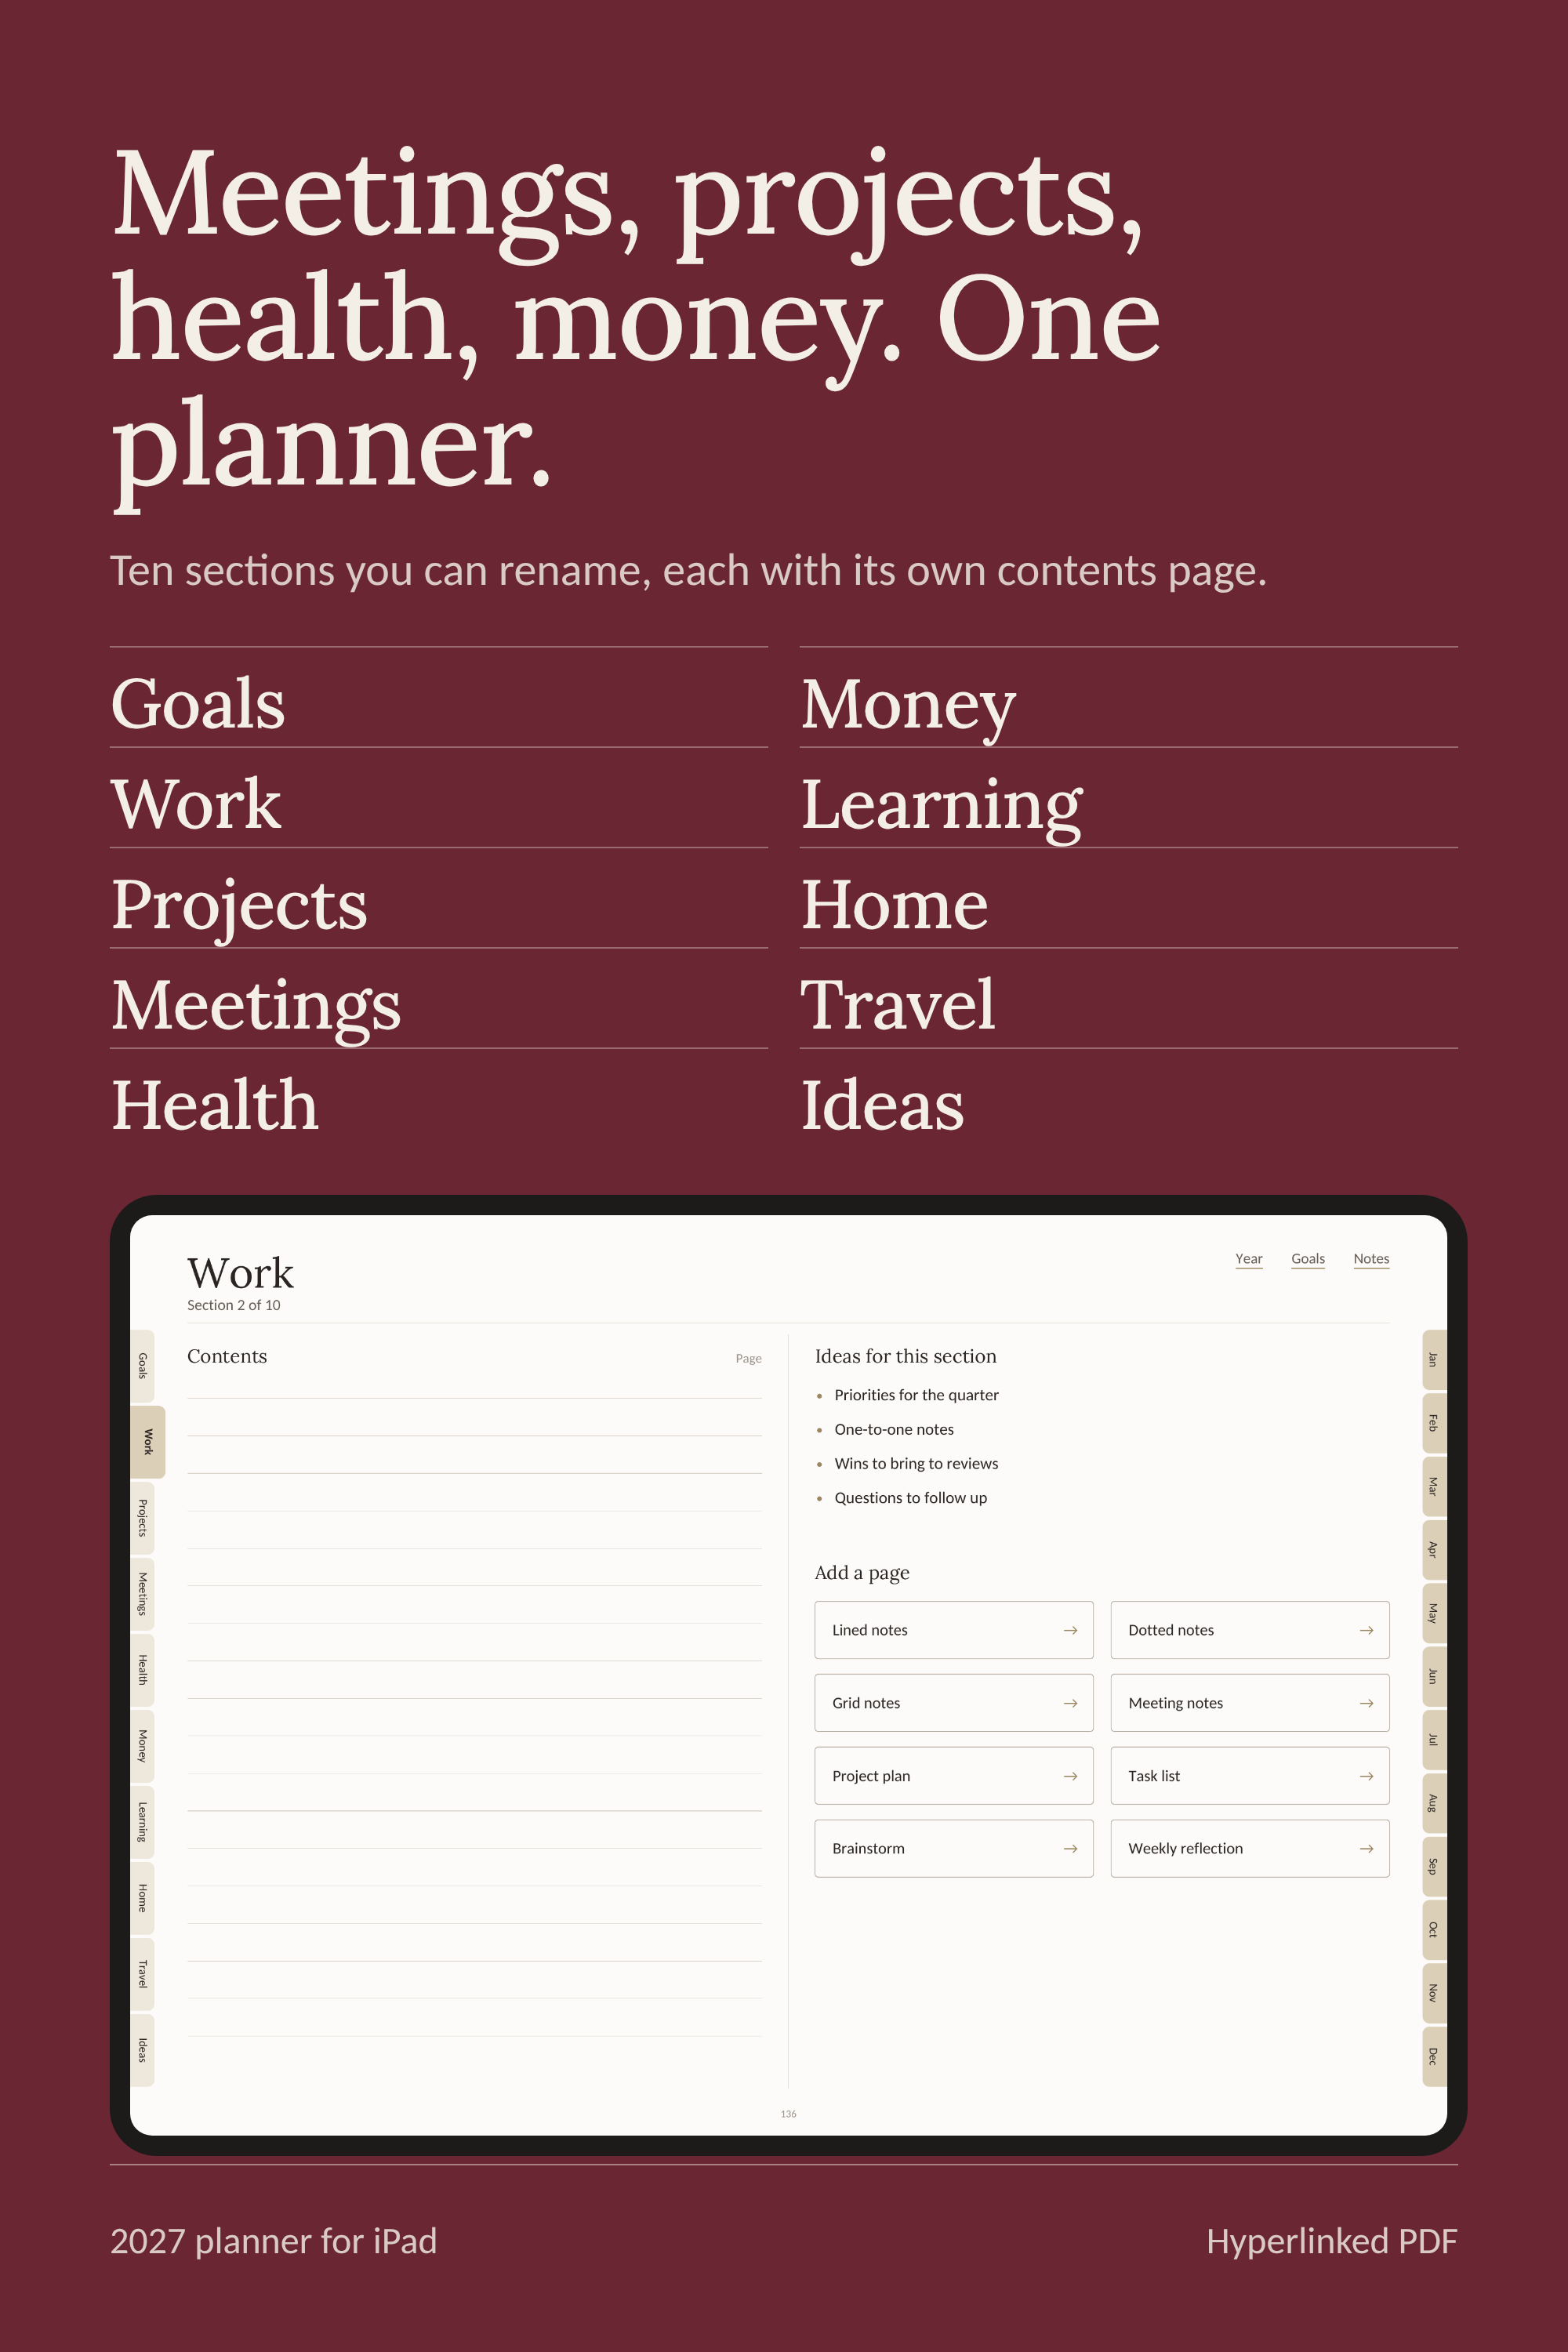 Meetings, projects,
health, money. One
planner.
Ten sections you can rename, each with its own contents page.
Goals
Work
Projects
Meetings
Health
Money
Learning
Home
Travel
Ideas
Work
Section 2 of 10
Year Goals Notes
Goals
Work
Projects
Meetings
Health
Money
Learning
Home
Travel
Ideas
Contents Page
Ideas for this section
• Priorities for the quarter
• One-to-one notes
• Wins to bring to reviews
• Questions to follow up
Add a page
Lined notes → Dotted notes →
Grid notes → Meeting notes →
Project plan → Task list →
Brainstorm → Weekly reflection →
Jan
Feb
Mar
Apr
May
Jun
Jul
Aug
Sep
Oct
Nov
Dec
136
2027 planner for iPad Hyperlinked PDF